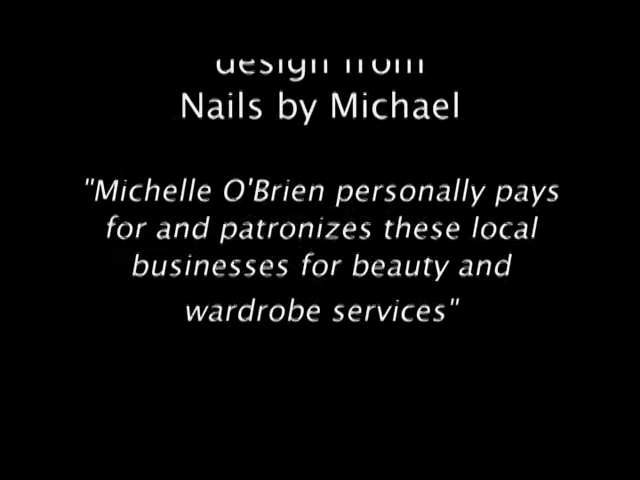 design from
Nails by Michael
"Michelle O'Brien personally pays
for and patronizes these local
businesses for beauty and
wardrobe services"